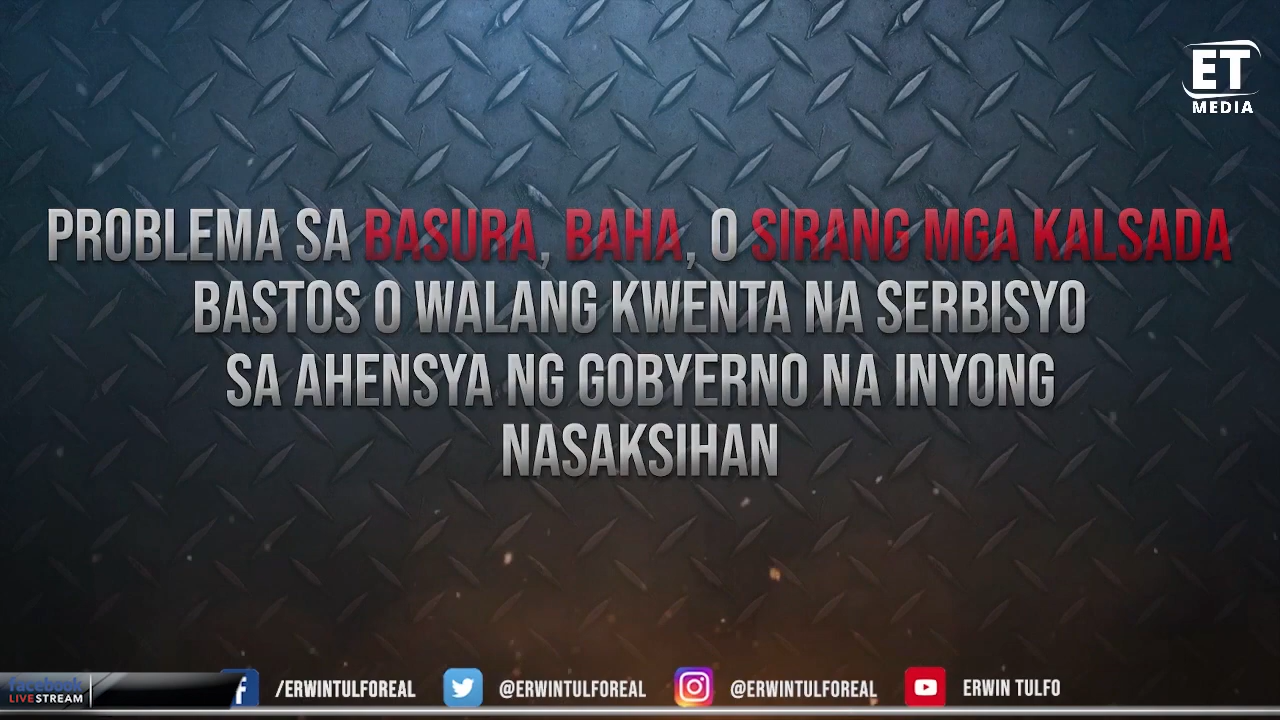 ET
MEDIA
PROBLEMA SA BASURA, BAHA, O SIRANG MGA KALSADA
BASTOS O WALANG KWENTA NA SERBISYO
SA AHENSYA NG GOBYERNO NA INYONG
NASAKSIHAN
facebook
LIVESTREAM
/ERWINTULFOREAL
@ERWINTULFOREAL
@ERWINTULFOREAL
ERWIN TULFO